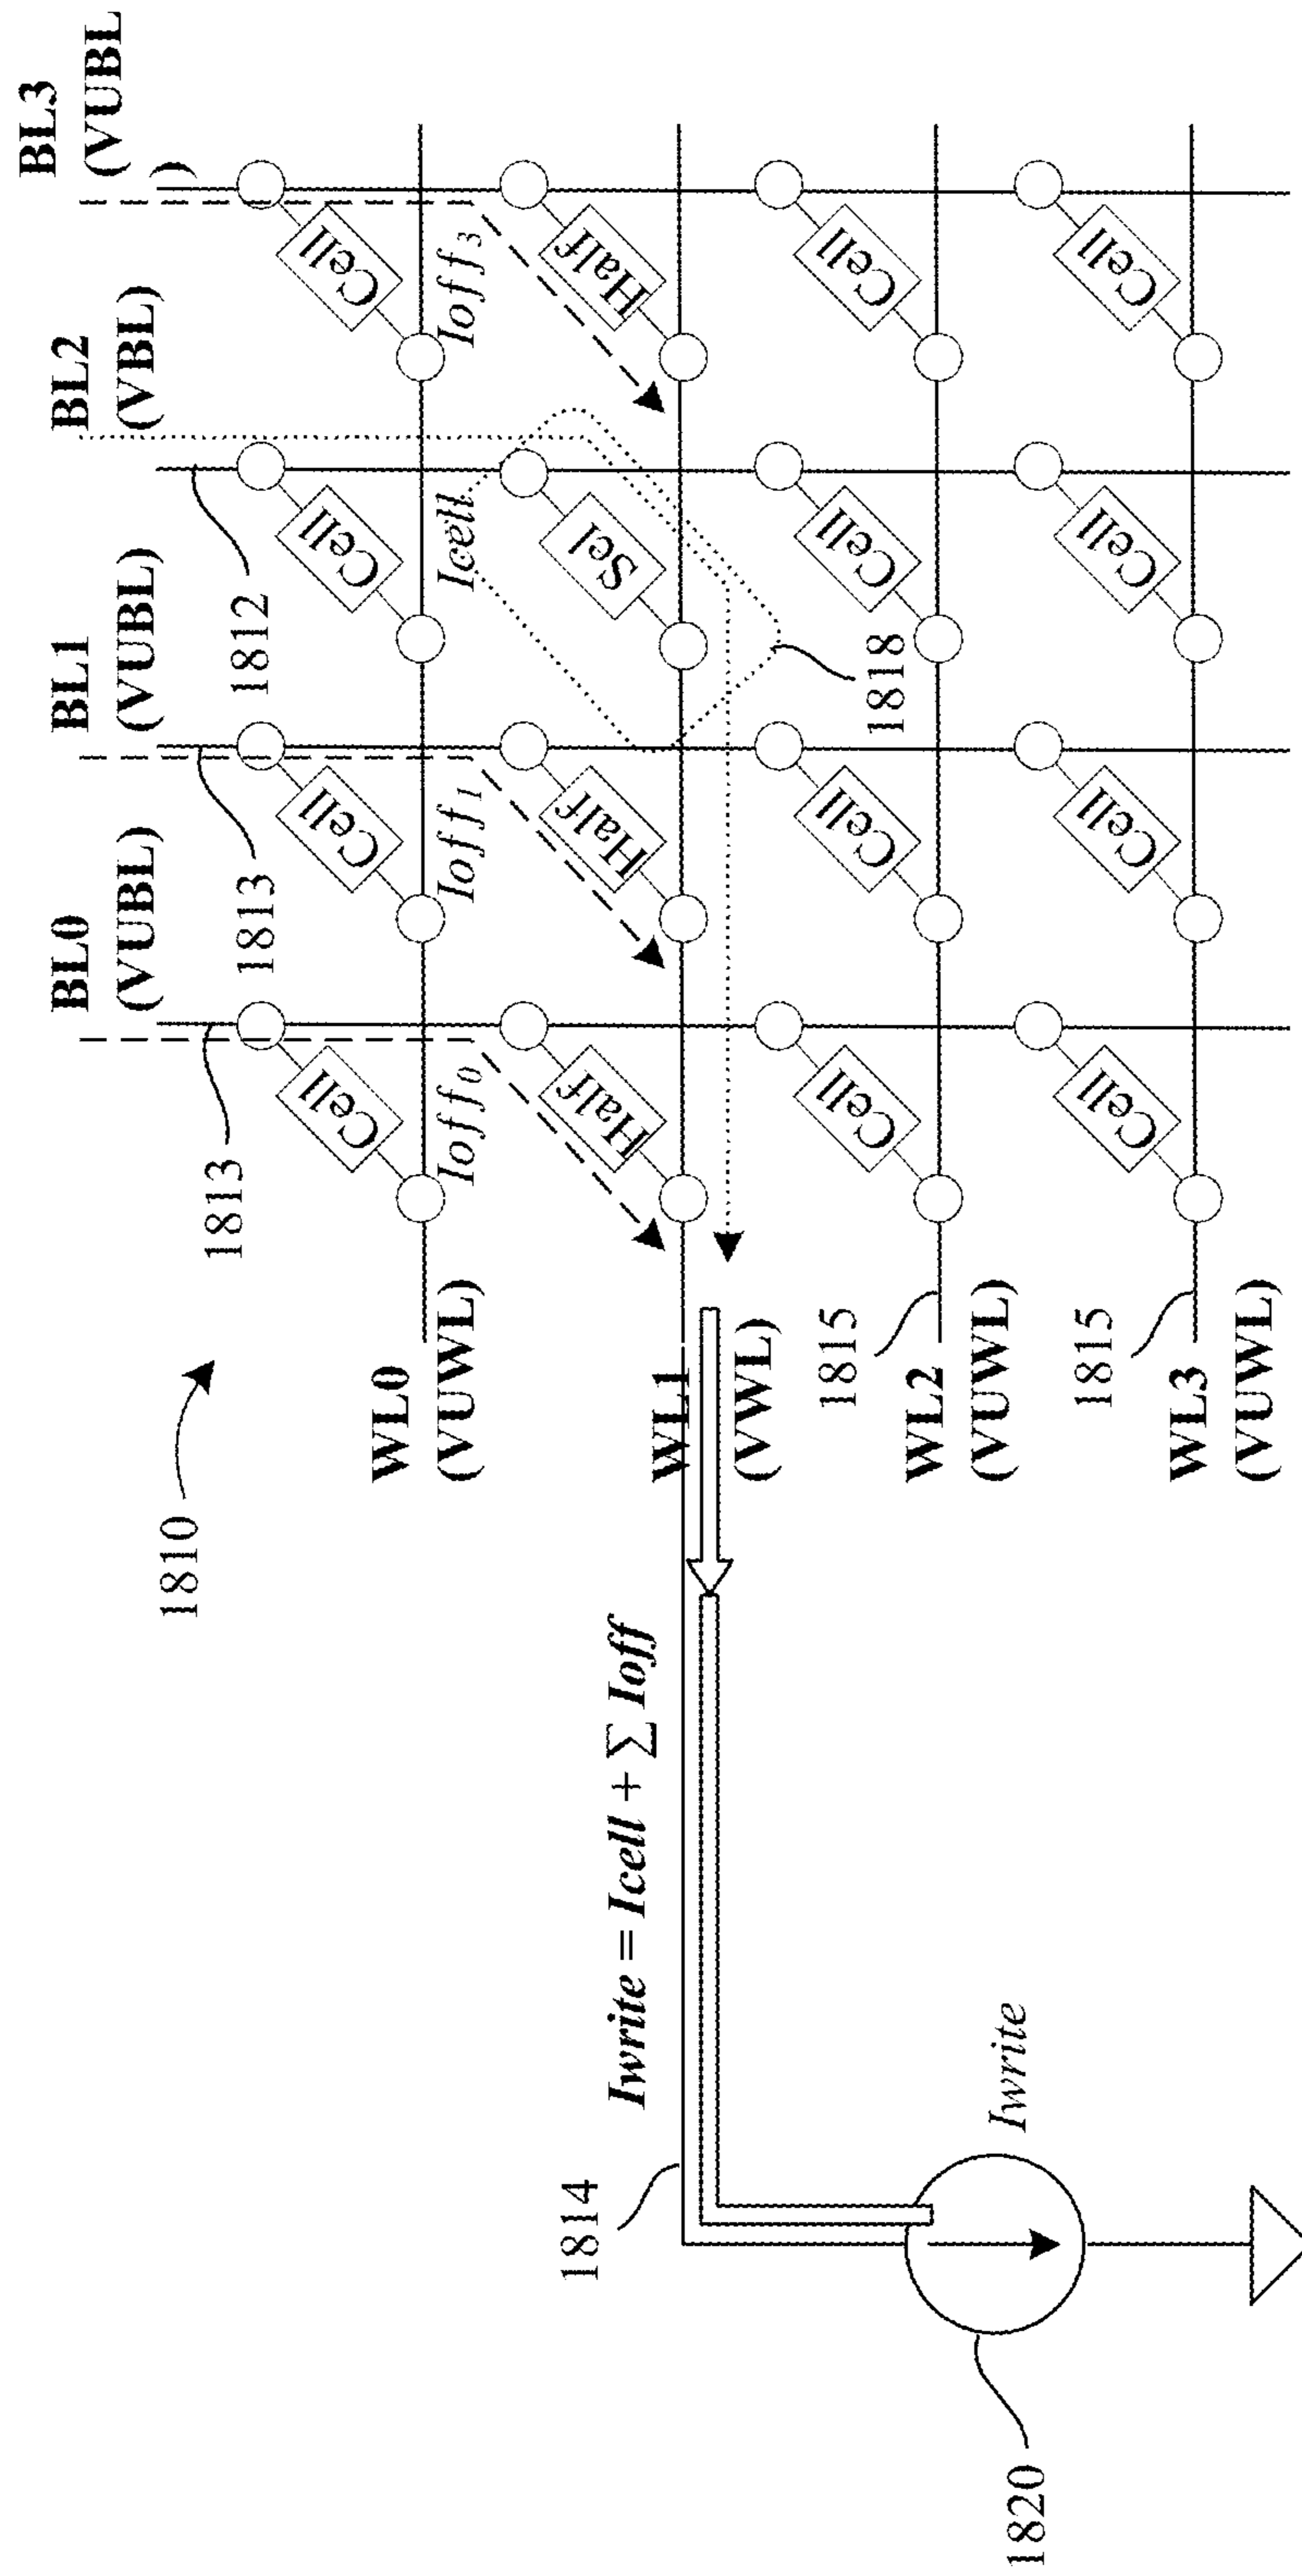 BL0 BL1 BL2 BL3
(VUBL) (VUBL) (VBL) (VUBL
)
1810 1813 1813 1812
Cell Cell Cell Cell
WL0
(VUWL) Ioff₀ Ioff₁ Icell Ioff₃
Half Half Sel Half
1814
Iwrite = Icell + ∑ Ioff
WL1
(VWL)
1815 1818
Cell Cell Cell Cell
WL2
(VUWL)
Iwrite
1820
1815
Cell Cell Cell Cell
WL3
(VUWL)